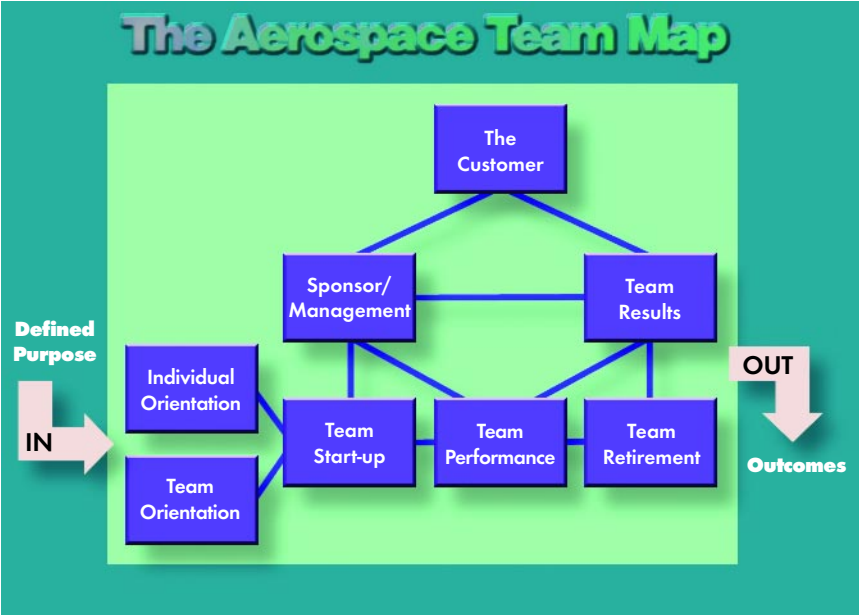 The Aerospace Team Map
The
Customer
Sponsor/
Management
Team
Results
Defined
Purpose
IN
Individual
Orientation
Team
Orientation
Team
Start-up
Team
Performance
Team
Retirement
OUT
Outcomes